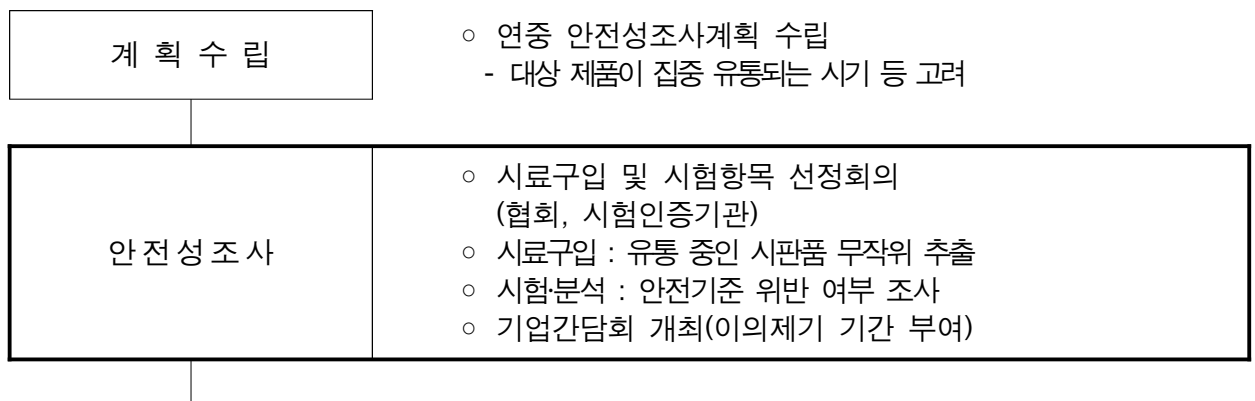 계 획 수 립
○ 연중 안전성조사계획 수립
- 대상 제품이 집중 유통되는 시기 등 고려
안전성조사
○ 시료구입 및 시험항목 선정회의
(협회, 시험인증기관)
○ 시료구입 : 유통 중인 시판품 무작위 추출
○ 시험·분석 : 안전기준 위반 여부 조사
○ 기업간담회 개최(이의제기 기간 부여)